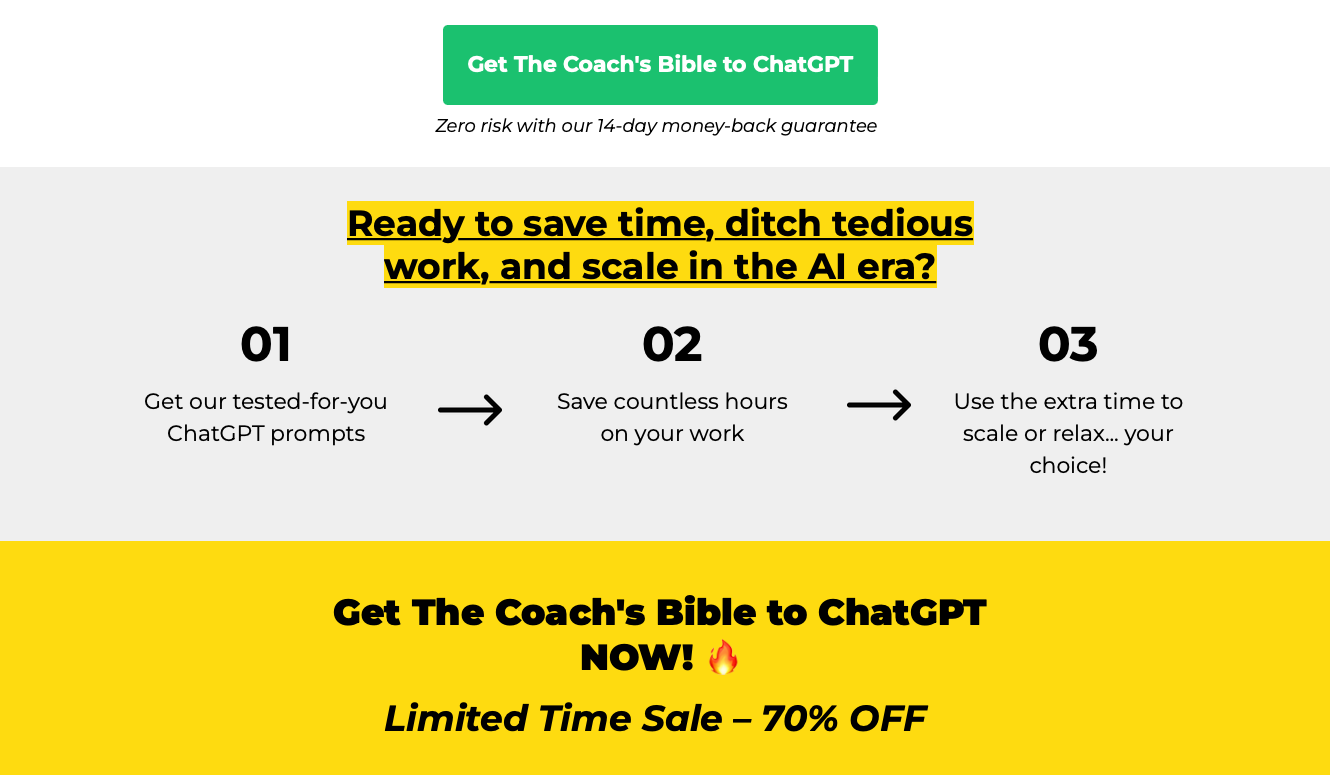 Get The Coach's Bible to ChatGPT
Zero risk with our 14-day money-back guarantee
Ready to save time, ditch tedious
work, and scale in the AI era?
01
Get our tested-for-you
ChatGPT prompts
02
Save countless hours
on your work
03
Use the extra time to
scale or relax... your
choice!
Get The Coach's Bible to ChatGPT
NOW! 🔥
Limited Time Sale – 70% OFF